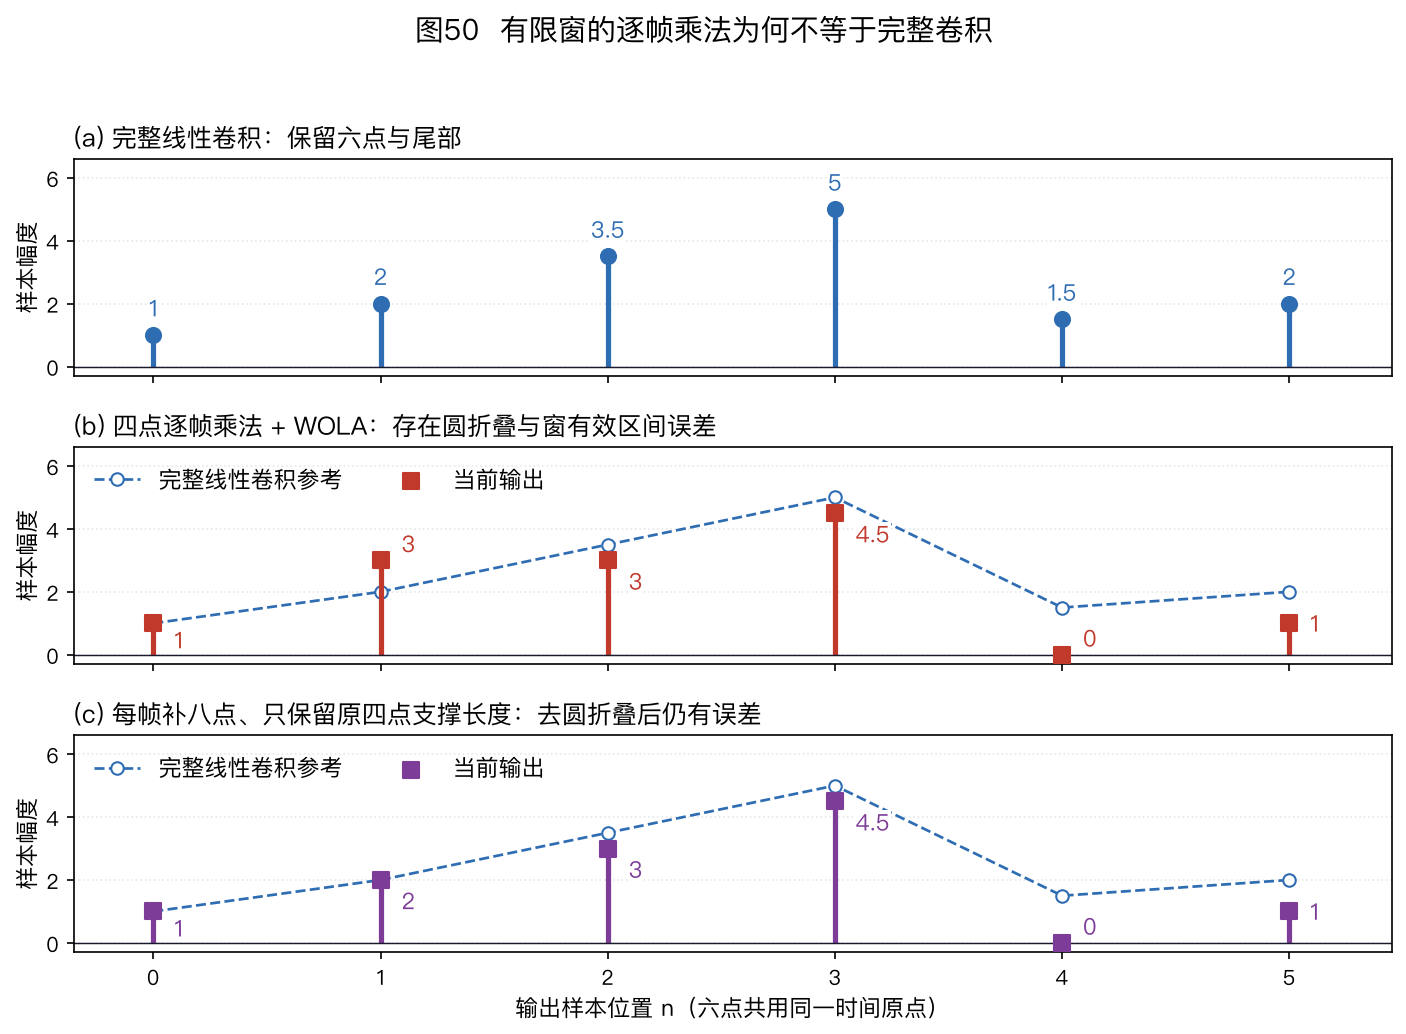 图50 有限窗的逐帧乘法为何不等于完整卷积
(a) 完整线性卷积：保留六点与尾部
样本幅度
6
4
2
0
1
2
3.5
5
1.5
2
(b) 四点逐帧乘法 + WOLA：存在圆折叠与窗有效区间误差
样本幅度
6
4
2
0
完整线性卷积参考
当前输出
1
3
3
4.5
0
1
(c) 每帧补八点、只保留原四点支撑长度：去圆折叠后仍有误差
样本幅度
6
4
2
0
完整线性卷积参考
当前输出
1
2
3
4.5
0
1
0 1 2 3 4 5
输出样本位置 n（六点共用同一时间原点）